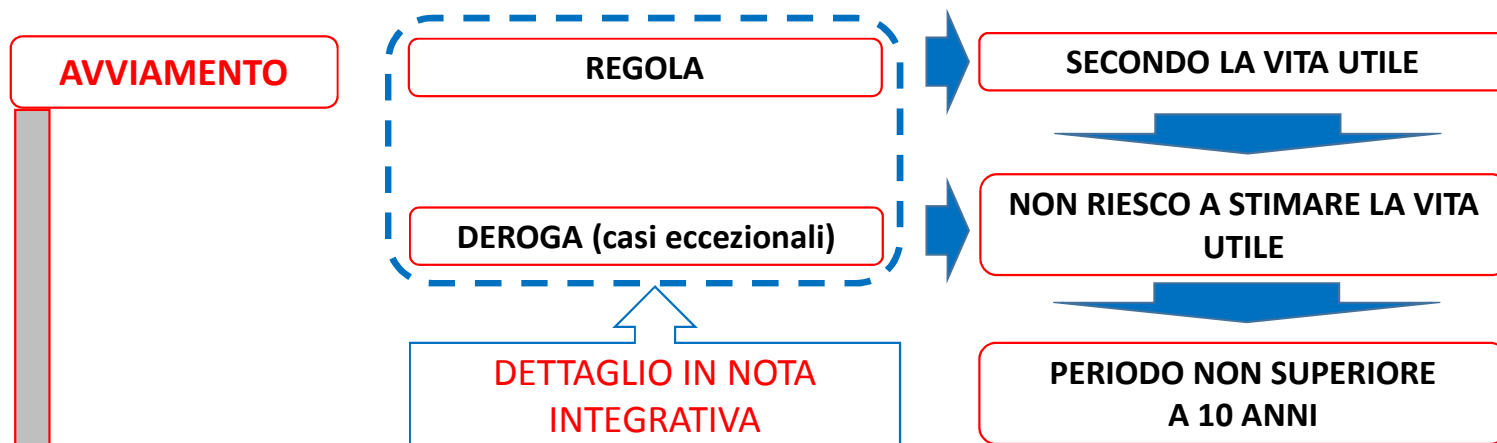 AVVIAMENTO
REGOLA
SECONDO LA VITA UTILE
DEROGA (casi eccezionali)
NON RIESCO A STIMARE LA VITA
UTILE
DETTAGLIO IN NOTA
INTEGRATIVA
PERIODO NON SUPERIORE
A 10 ANNI